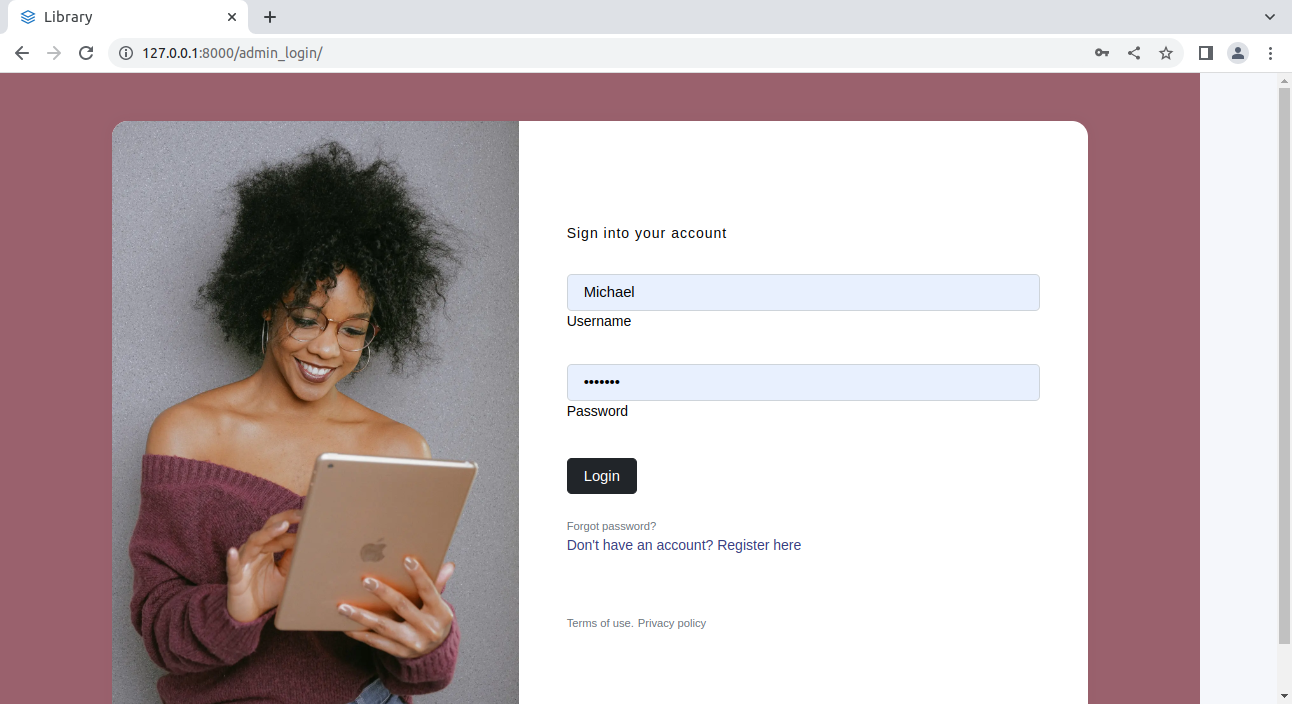 Library
127.0.0.1:8000/admin_login/
Sign into your account
Michael
Username
•••••••
Password
Login
Forgot password?
Don't have an account? Register here
Terms of use. Privacy policy